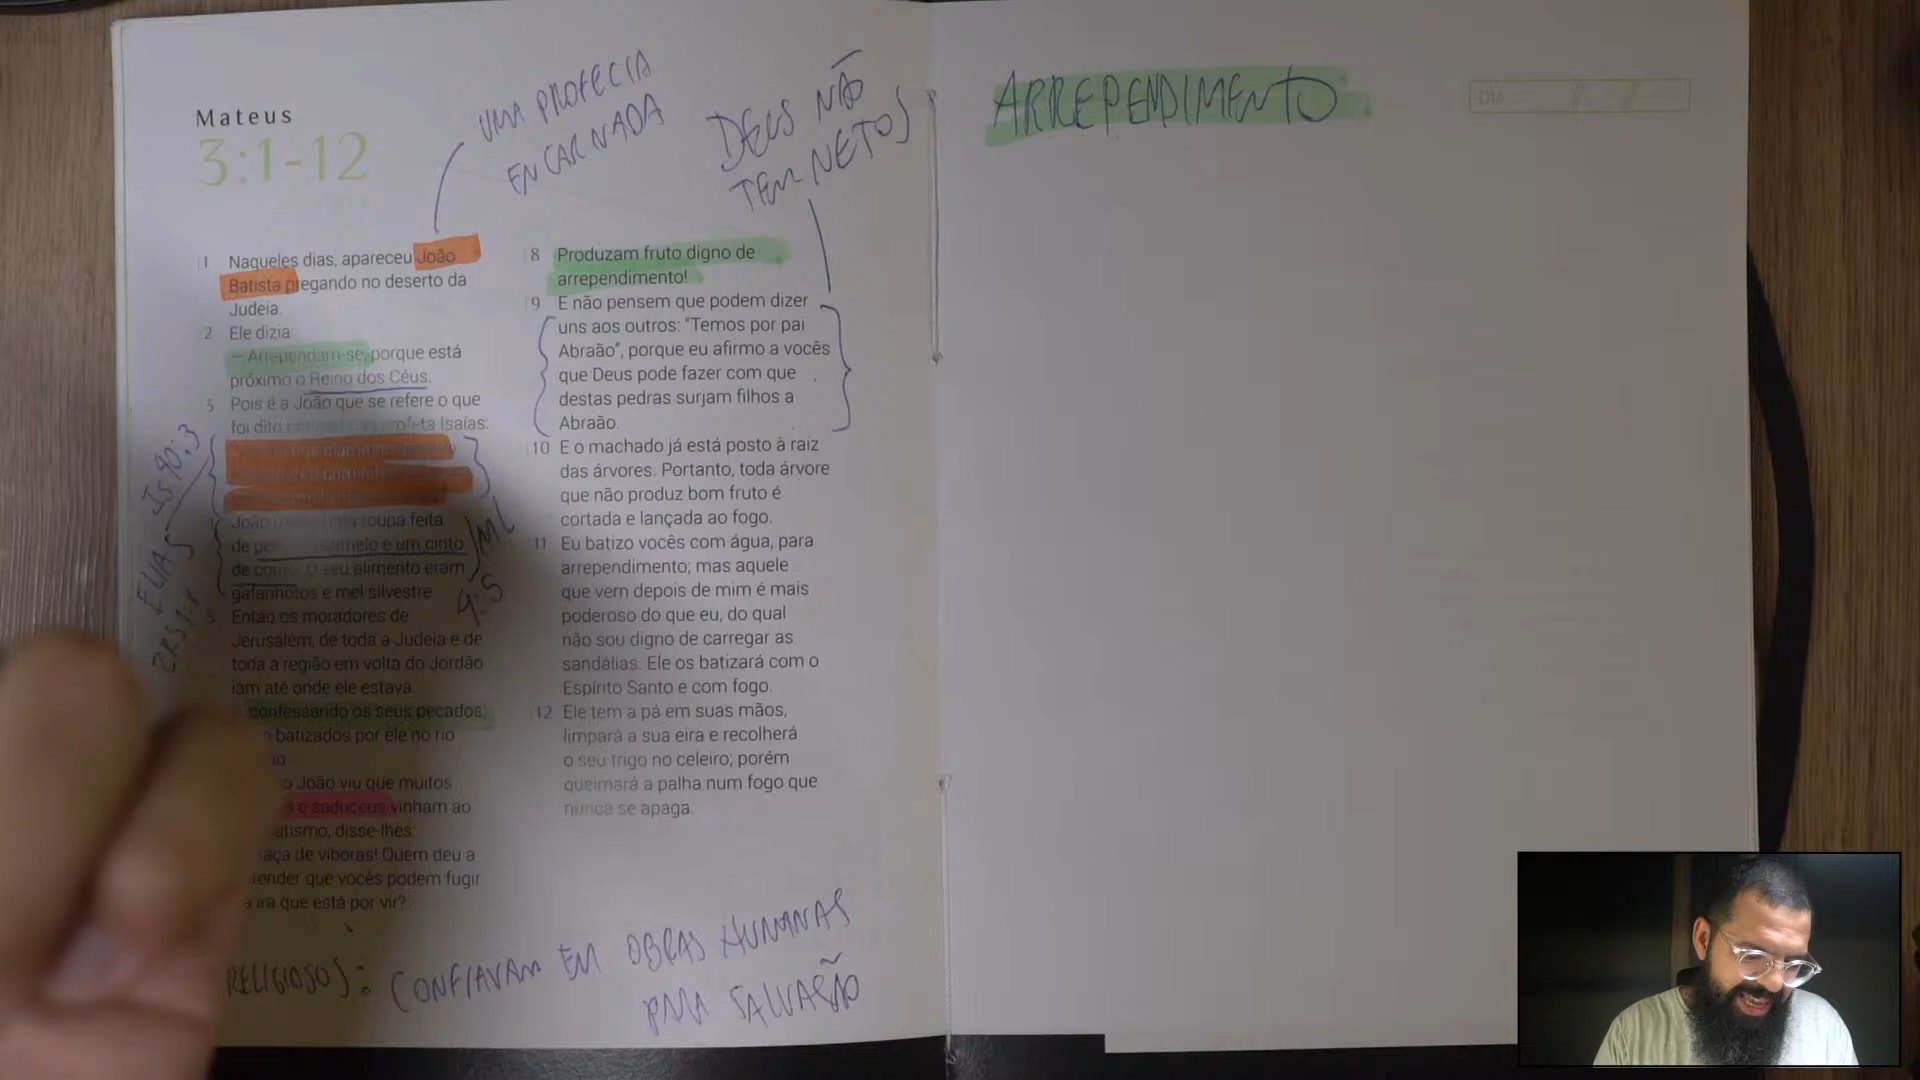 Mateus
3:1-12
UMA PROFECIA
ENCARNADA
DEUS NÃO
TEM NETOS
1 Naqueles dias, apareceu João
Batista pregando no deserto da
Judeia.
2 Ele dizia:
– Arrependam-se, porque está
próximo o Reino dos Céus.
3 Pois é a João que se refere o que
foi dito profeta Isaías:
João roupa feita
de camelo e um cinto
de couro. O seu alimento eram
gafanhotos e mel silvestre
5 Então os moradores de
Jerusalém, de toda a Judeia e de
toda a região em volta do Jordão
iam até onde ele estava.
confessando os seus pecados,
batizados por ele no rio
João viu que muitos
e saduceus vinham ao
atismo, disse-lhes:
aça de víboras! Quem deu a
tender que vocês podem fugir
a ira que está por vir?
Is 40:3
ELIAS
2RS 1:8
ML
4:5
8 Produzam fruto digno de
arrependimento!
9 E não pensem que podem dizer
uns aos outros: "Temos por pai
Abraão", porque eu afirmo a vocês
que Deus pode fazer com que
destas pedras surjam filhos a
Abraão.
10 E o machado já está posto à raiz
das árvores. Portanto, toda árvore
que não produz bom fruto é
cortada e lançada ao fogo.
11 Eu batizo vocês com água, para
arrependimento; mas aquele
que vem depois de mim é mais
poderoso do que eu, do qual
não sou digno de carregar as
sandálias. Ele os batizará com o
Espírito Santo e com fogo.
12 Ele tem a pá em suas mãos,
limpará a sua eira e recolherá
o seu trigo no celeiro; porém
queimará a palha num fogo que
nunca se apaga.
RELIGIOSOS: CONFIAVAM EM OBRAS HUMANAS
PARA SALVAÇÃO
ARREPENDIMENTO
DIA